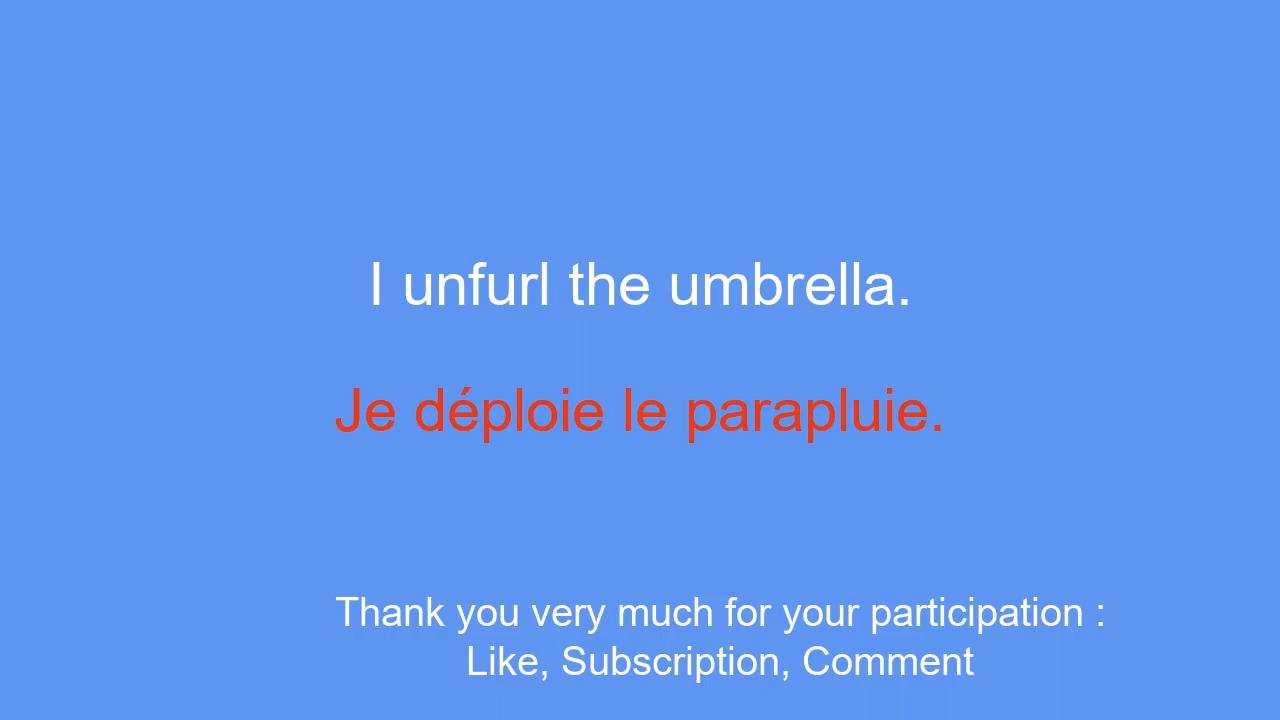 I unfurl the umbrella.
Je déploie le parapluie.
Thank you very much for your participation :
Like, Subscription, Comment